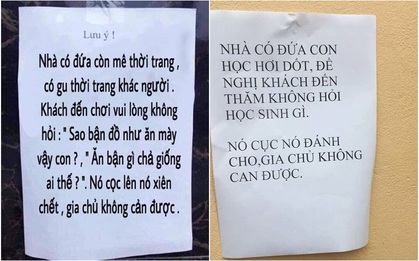 Lưu ý !
Nhà có đứa còn mê thời trang ,
có gu thời trang khác người .
Khách đến chơi vui lòng không
hỏi : " Sao bận đồ như ăn mày
vậy con ? , " Ăn bận gì chả giống
ai thế ? ". Nó cọc lên nó xiên
chết , gia chủ không cản được .
NHÀ CÓ ĐỨA CON
HỌC HƠI DỐT, ĐỀ
NGHỊ KHÁCH ĐẾN
THĂM KHÔNG HỎI
HỌC SINH GÌ.
NÓ CỤC NÓ ĐÁNH
CHO,GIA CHỦ KHÔNG
CAN ĐƯỢC.